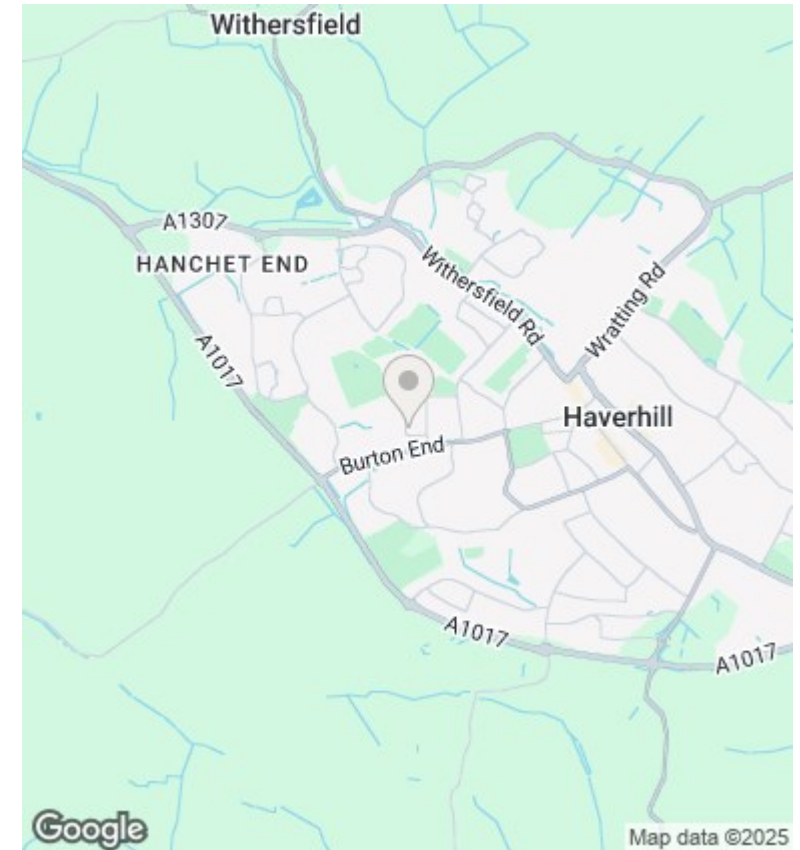 Withersfield
A1307
HANCHET END
Withersfield Rd
Wratting Rd
A1017
Haverhill
Burton End
A1017
A1017
Google
Map data ©2025